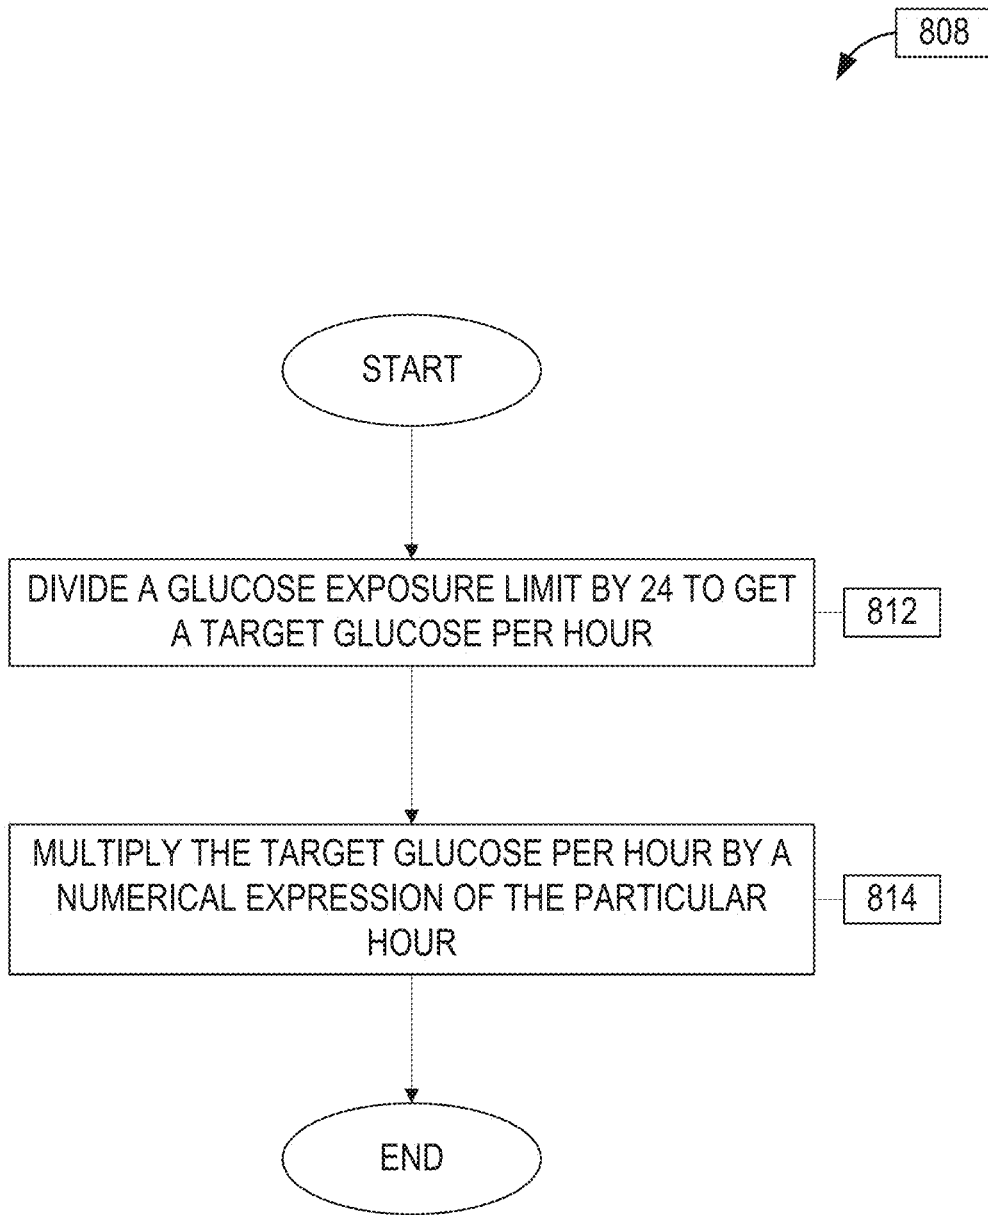 808
START
DIVIDE A GLUCOSE EXPOSURE LIMIT BY 24 TO GET
A TARGET GLUCOSE PER HOUR
812
MULTIPLY THE TARGET GLUCOSE PER HOUR BY A
NUMERICAL EXPRESSION OF THE PARTICULAR
HOUR
814
END